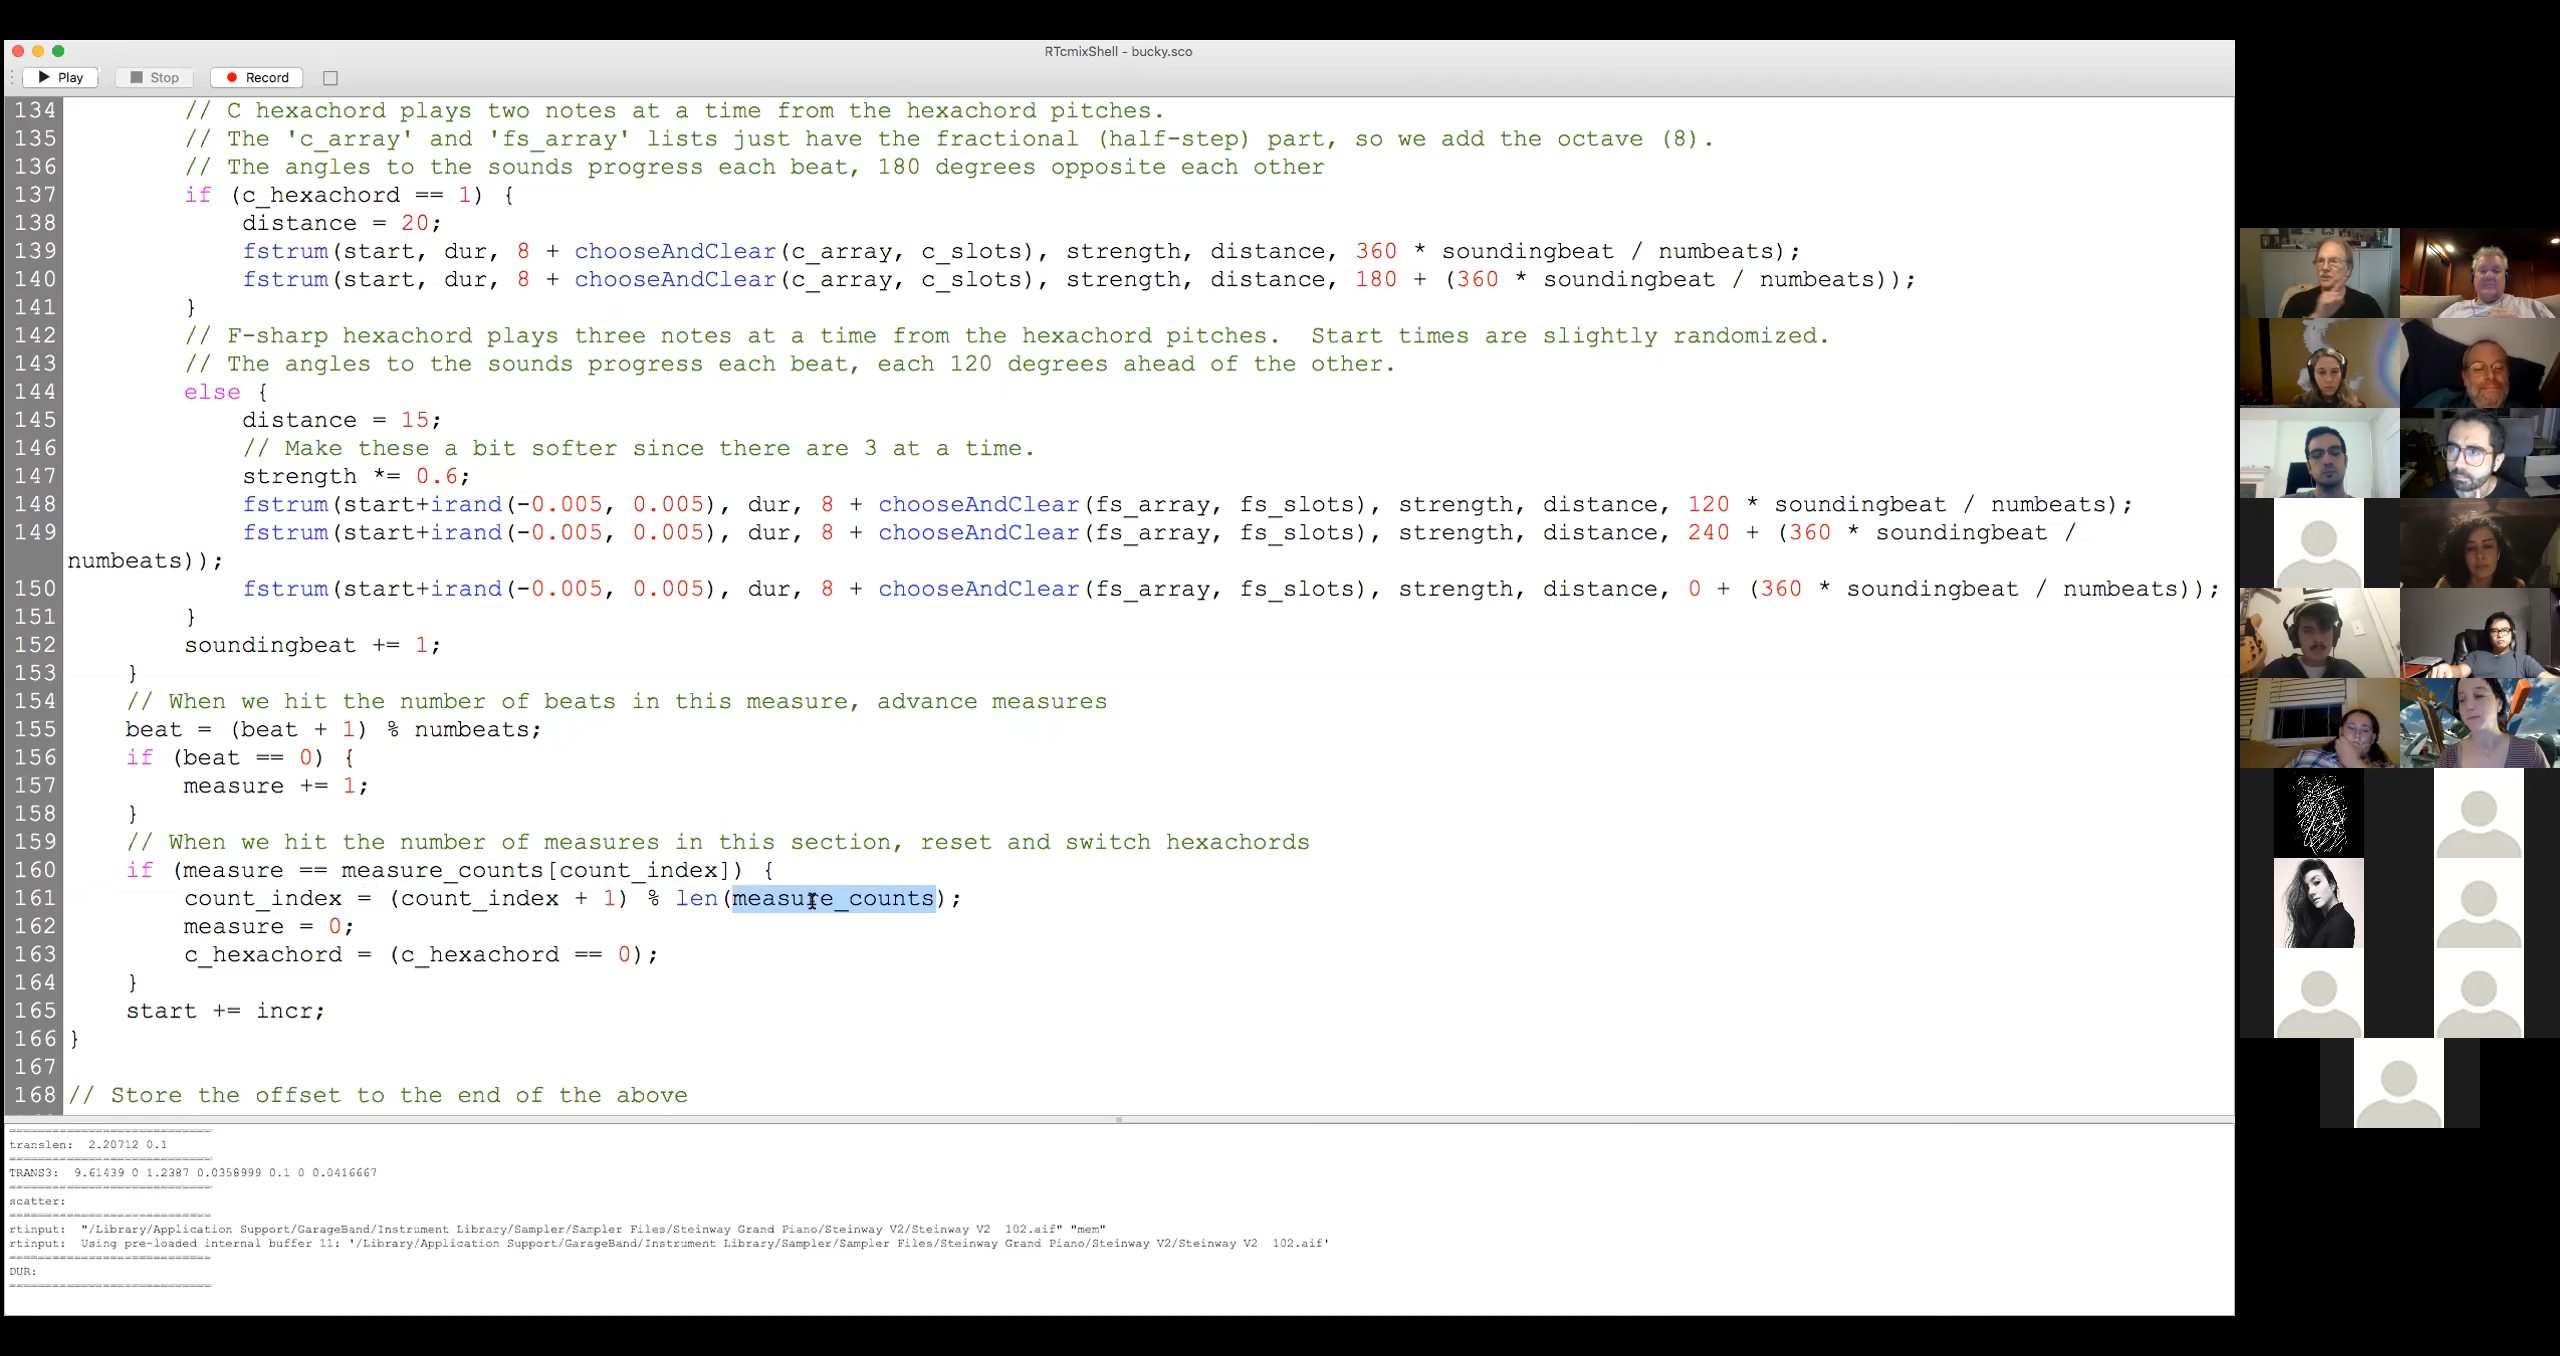 RTcmixShell - bucky.sco
Play Stop Record
134 // C hexachord plays two notes at a time from the hexachord pitches.
135 // The 'c_array' and 'fs_array' lists just have the fractional (half-step) part, so we add the octave (8).
136 // The angles to the sounds progress each beat, 180 degrees opposite each other
137 if (c_hexachord == 1) {
138 distance = 20;
139 fstrum(start, dur, 8 + chooseAndClear(c_array, c_slots), strength, distance, 360 * soundingbeat / numbeats);
140 fstrum(start, dur, 8 + chooseAndClear(c_array, c_slots), strength, distance, 180 + (360 * soundingbeat / numbeats));
141 }
142 // F-sharp hexachord plays three notes at a time from the hexachord pitches.  Start times are slightly randomized.
143 // The angles to the sounds progress each beat, each 120 degrees ahead of the other.
144 else {
145 distance = 15;
146 // Make these a bit softer since there are 3 at a time.
147 strength *= 0.6;
148 fstrum(start+irand(-0.005, 0.005), dur, 8 + chooseAndClear(fs_array, fs_slots), strength, distance, 120 * soundingbeat / numbeats);
149 fstrum(start+irand(-0.005, 0.005), dur, 8 + chooseAndClear(fs_array, fs_slots), strength, distance, 240 + (360 * soundingbeat /
numbeats));
150 fstrum(start+irand(-0.005, 0.005), dur, 8 + chooseAndClear(fs_array, fs_slots), strength, distance, 0 + (360 * soundingbeat / numbeats));
151 }
152 soundingbeat += 1;
153 }
154 // When we hit the number of beats in this measure, advance measures
155 beat = (beat + 1) % numbeats;
156 if (beat == 0) {
157 measure += 1;
158 }
159 // When we hit the number of measures in this section, reset and switch hexachords
160 if (measure == measure_counts[count_index]) {
161 count_index = (count_index + 1) % len(measure_counts);
162 measure = 0;
163 c_hexachord = (c_hexachord == 0);
164 }
165 start += incr;
166 }
167
168 // Store the offset to the end of the above
============================
translen:  2.20712 0.1
============================
TRANS3:  9.61439 0 1.2387 0.0358999 0.1 0 0.0416667
============================
scatter:
============================
rtinput:  "/Library/Application Support/GarageBand/Instrument Library/Sampler/Sampler Files/Steinway Grand Piano/Steinway V2/Steinway V2  102.aif" "mem"
rtinput:  Using pre-loaded internal buffer 11: '/Library/Application Support/GarageBand/Instrument Library/Sampler/Sampler Files/Steinway Grand Piano/Steinway V2/Steinway V2  102.aif'
============================
DUR:
============================